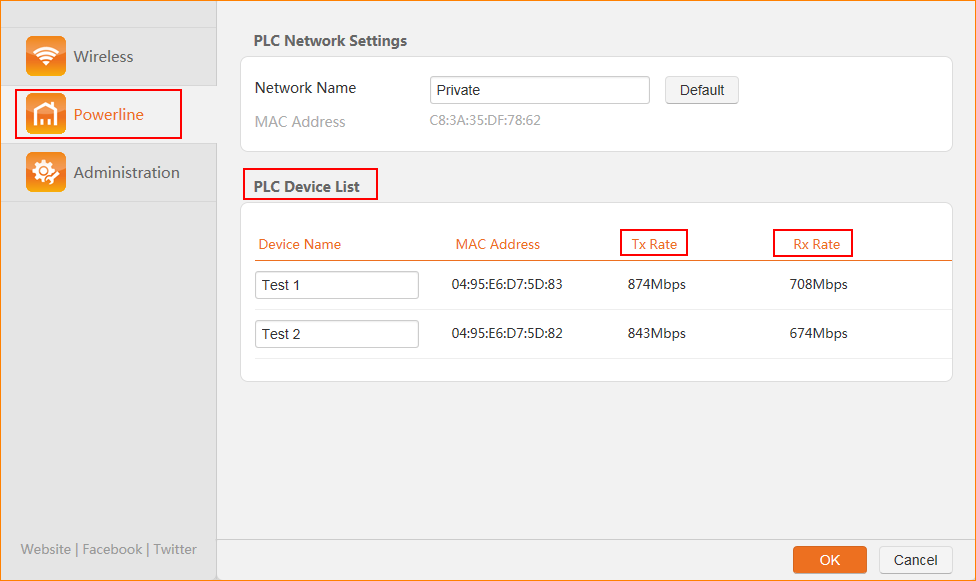 Wireless
Powerline
Administration
PLC Network Settings
Network Name Private Default
MAC Address C8:3A:35:DF:78:62
PLC Device List
Device Name MAC Address Tx Rate Rx Rate
Test 1 04:95:E6:D7:5D:83 874Mbps 708Mbps
Test 2 04:95:E6:D7:5D:82 843Mbps 674Mbps
Website | Facebook | Twitter
OK Cancel